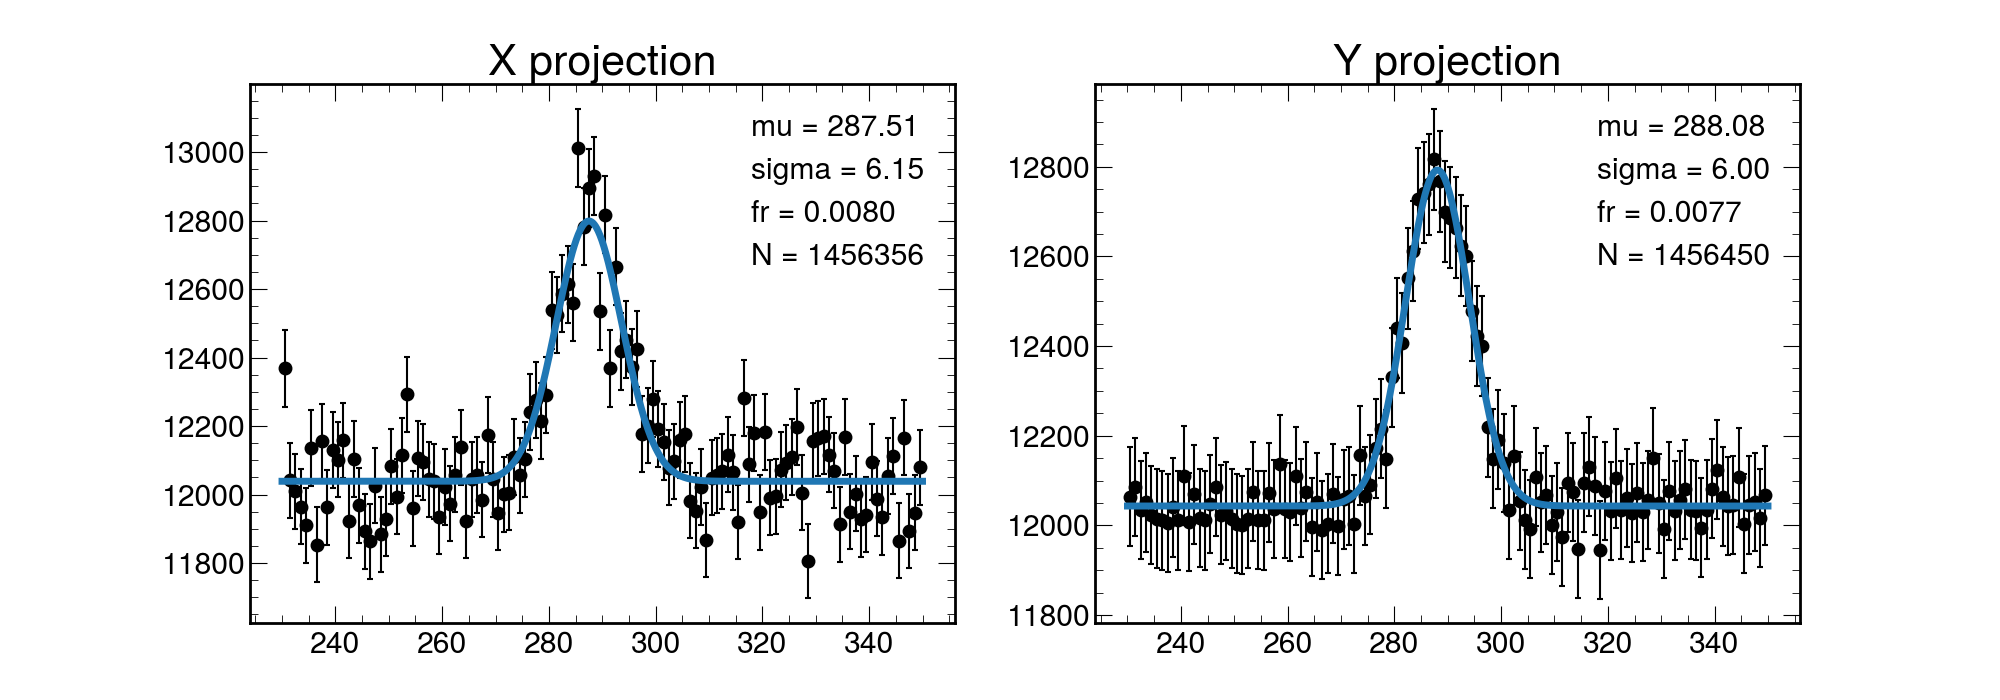 X projection
mu = 287.51
sigma = 6.15
fr = 0.0080
N = 1456356
13000
12800
12600
12400
12200
12000
11800
240 260 280 300 320 340
Y projection
mu = 288.08
sigma = 6.00
fr = 0.0077
N = 1456450
12800
12600
12400
12200
12000
11800
240 260 280 300 320 340